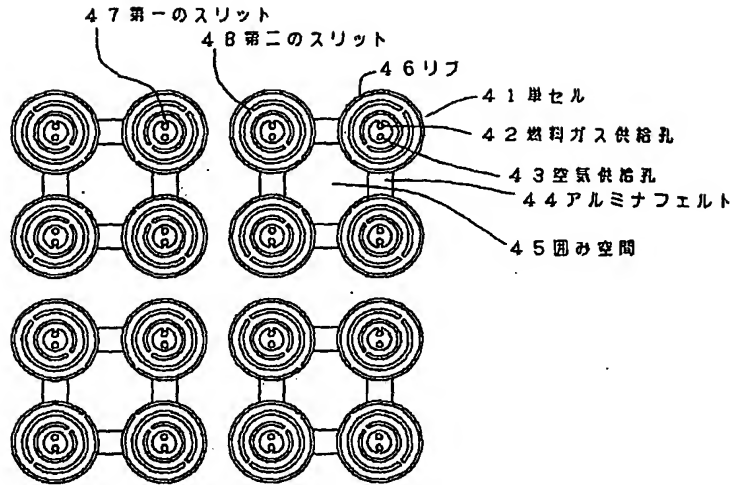 47第一のスリット
48第二のスリット
46リブ
41単セル
42燃料ガス供給孔
43空気供給孔
44アルミナフェルト
45囲み空間